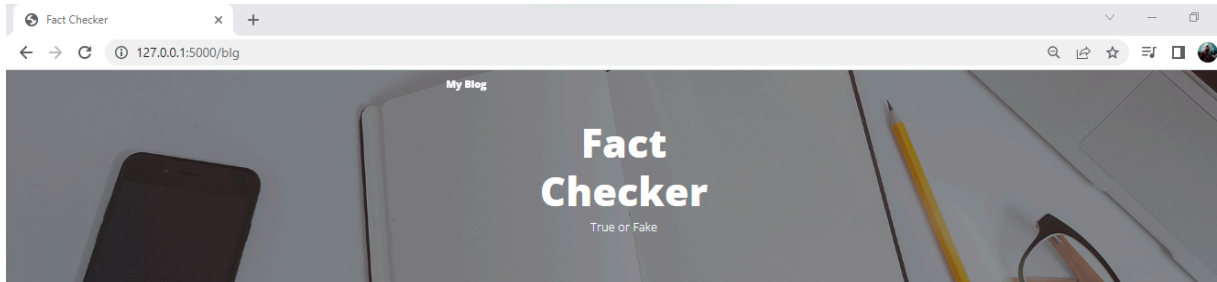 Fact Checker
127.0.0.1:5000/blg
My Blog
Fact
Checker
True or Fake